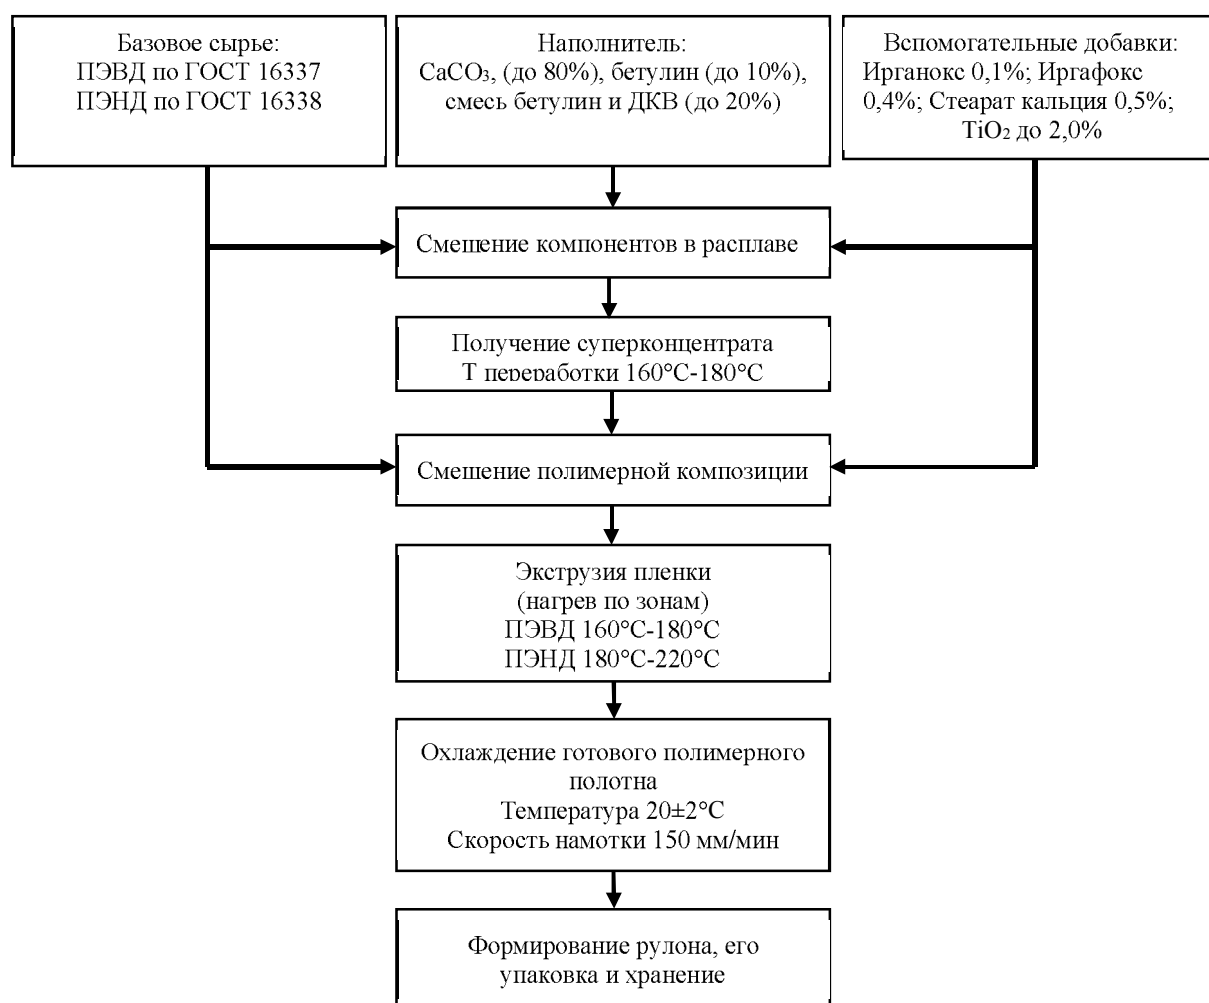 Базовое сырье:
ПЭВД по ГОСТ 16337
ПЭНД по ГОСТ 16338
Наполнитель:
CaCO₃, (до 80%), бетулин (до 10%),
смесь бетулин и ДКВ (до 20%)
Вспомогательные добавки:
Ирганокс 0,1%; Иргафокс
0,4%; Стеарат кальция 0,5%;
TiO₂ до 2,0%
Смешение компонентов в расплаве
Получение суперконцентрата
Т переработки 160°С-180°С
Смешение полимерной композиции
Экструзия пленки
(нагрев по зонам)
ПЭВД 160°С-180°С
ПЭНД 180°С-220°С
Охлаждение готового полимерного
полотна
Температура 20±2°С
Скорость намотки 150 мм/мин
Формирование рулона, его
упаковка и хранение